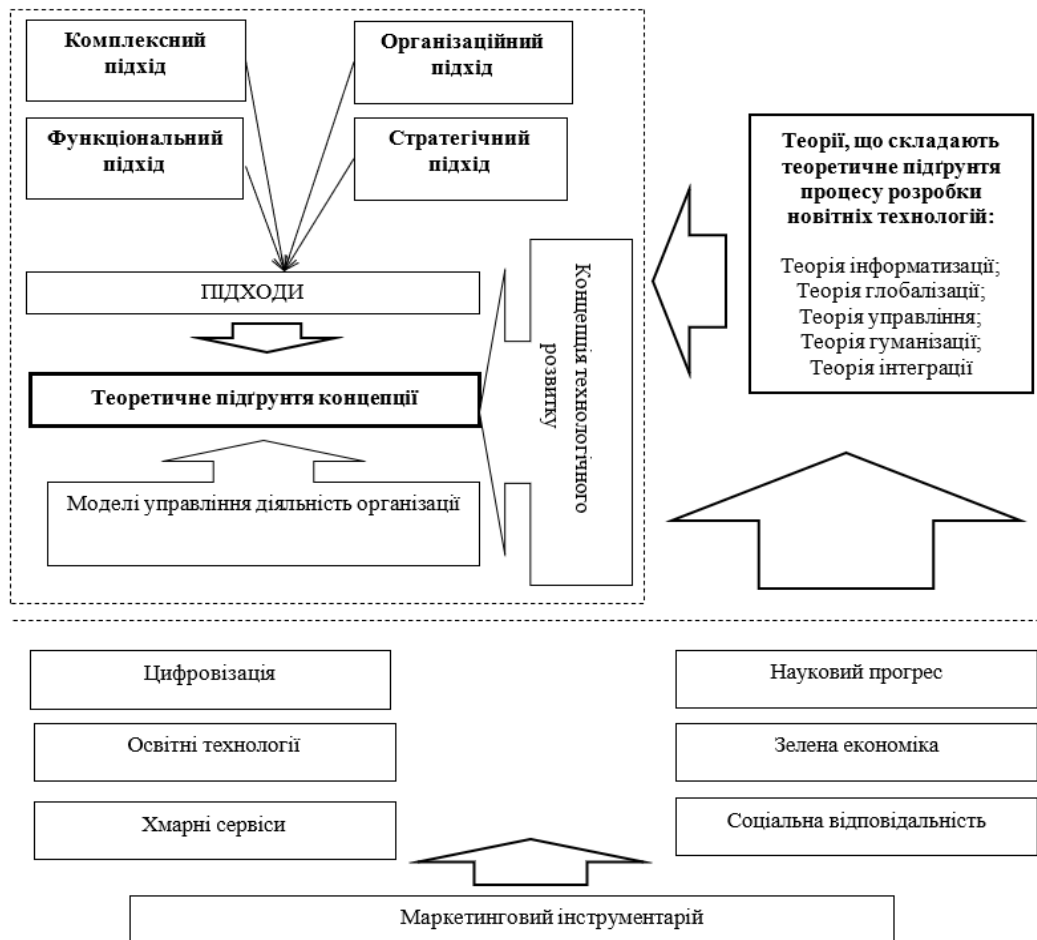 Комплексний
підхід
Організаційний
підхід
Функціональний
підхід
Стратегічний
підхід
ПІДХОДИ
Теоретичне підґрунтя концепції
Моделі управління діяльність організації
Концепція технологічного
розвитку
Теорії, що складають
теоретичне підґрунтя
процесу розробки
новітніх технологій:
Теорія інформатизації;
Теорія глобалізації;
Теорія управління;
Теорія гуманізації;
Теорія інтеграції
Цифровізація
Науковий прогрес
Освітні технології
Зелена економіка
Хмарні сервіси
Соціальна відповідальність
Маркетинговий інструментарій